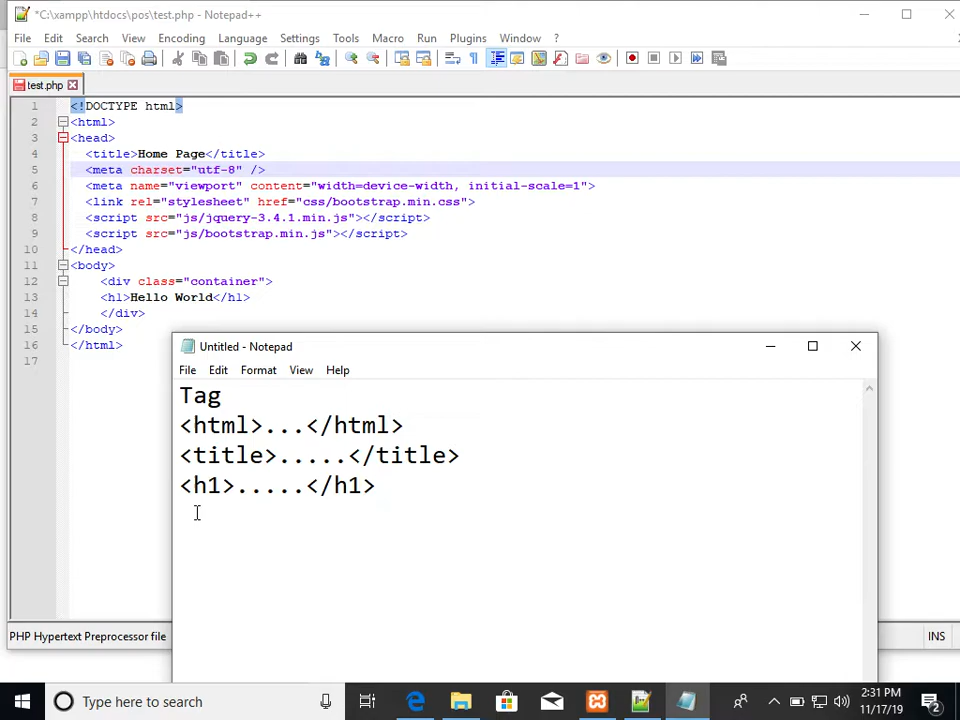 *C:\xampp\htdocs\pos\test.php - Notepad++
File Edit Search View Encoding Language Settings Tools Macro Run Plugins Window ?
test.php
1 <!DOCTYPE html>
2 <html>
3 <head>
4 <title>Home Page</title>
5 <meta charset="utf-8" />
6 <meta name="viewport" content="width=device-width, initial-scale=1">
7 <link rel="stylesheet" href="css/bootstrap.min.css">
8 <script src="js/jquery-3.4.1.min.js"></script>
9 <script src="js/bootstrap.min.js"></script>
10 </head>
11 <body>
12 <div class="container">
13 <h1>Hello World</h1>
14 </div>
15 </body>
16 </html>
17
Untitled - Notepad
File Edit Format View Help
Tag
<html>...</html>
<title>.....</title>
<h1>.....</h1>
PHP Hypertext Preprocessor file INS
Type here to search
2:31 PM
11/17/19
2